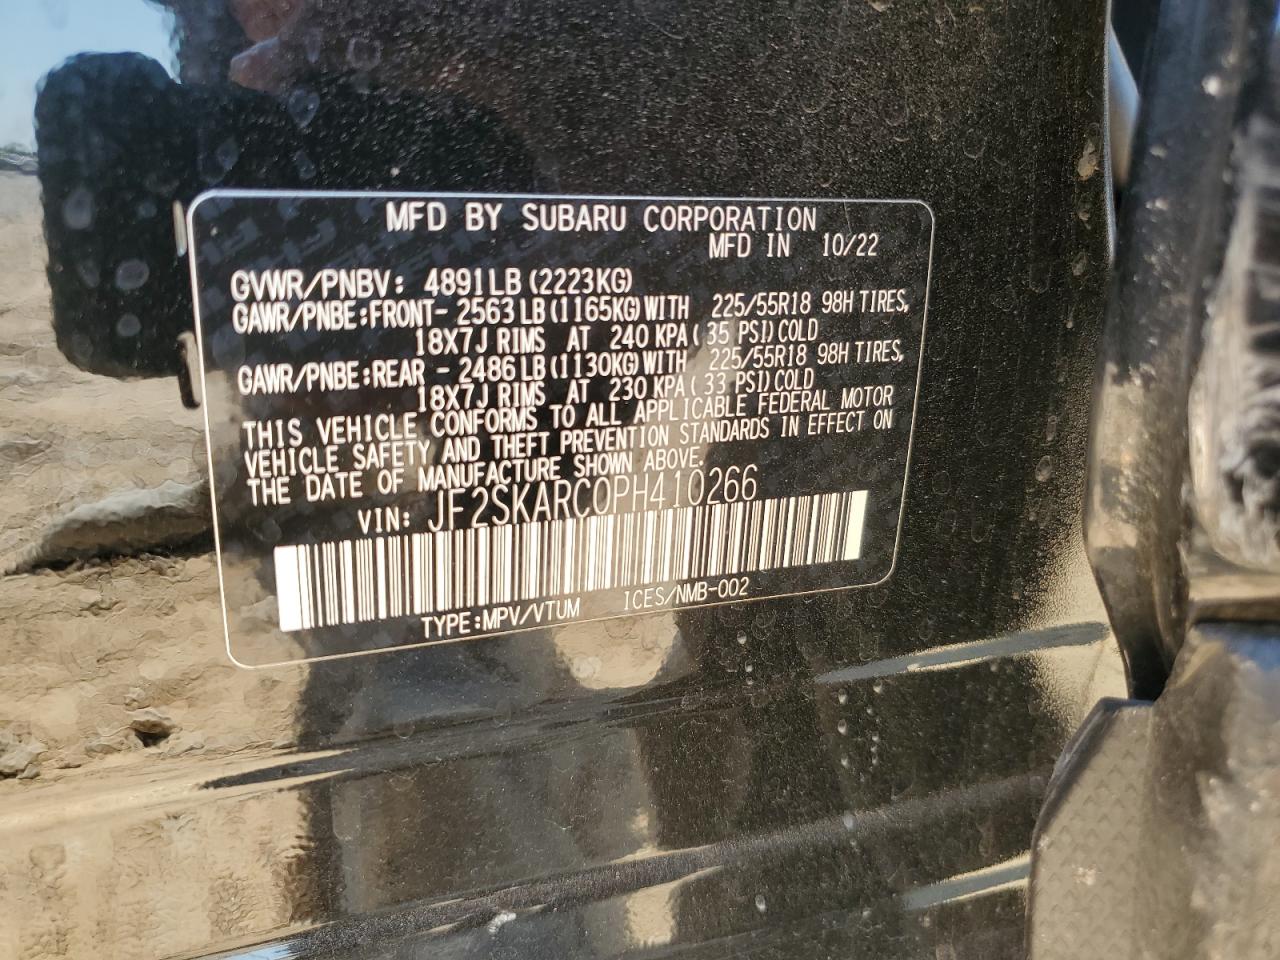 MFD BY SUBARU CORPORATION
MFD IN 10/22
GVWR/PNBV: 4891LB (2223KG)
GAWR/PNBE:FRONT- 2563LB (1165KG) WITH 225/55R18 98H TIRES,
18X7J RIMS AT 240 KPA( 35 PSI) COLD
GAWR/PNBE:REAR - 2486LB (1130KG) WITH 225/55R18 98H TIRES,
18X7J RIMS AT 230 KPA( 33 PSI) COLD
THIS VEHICLE CONFORMS TO ALL APPLICABLE FEDERAL MOTOR
VEHICLE SAFETY AND THEFT PREVENTION STANDARDS IN EFFECT ON
THE DATE OF MANUFACTURE SHOWN ABOVE.
VIN: JF2SKARC0PH410266
TYPE:MPV/VTUM ICES/NMB-002